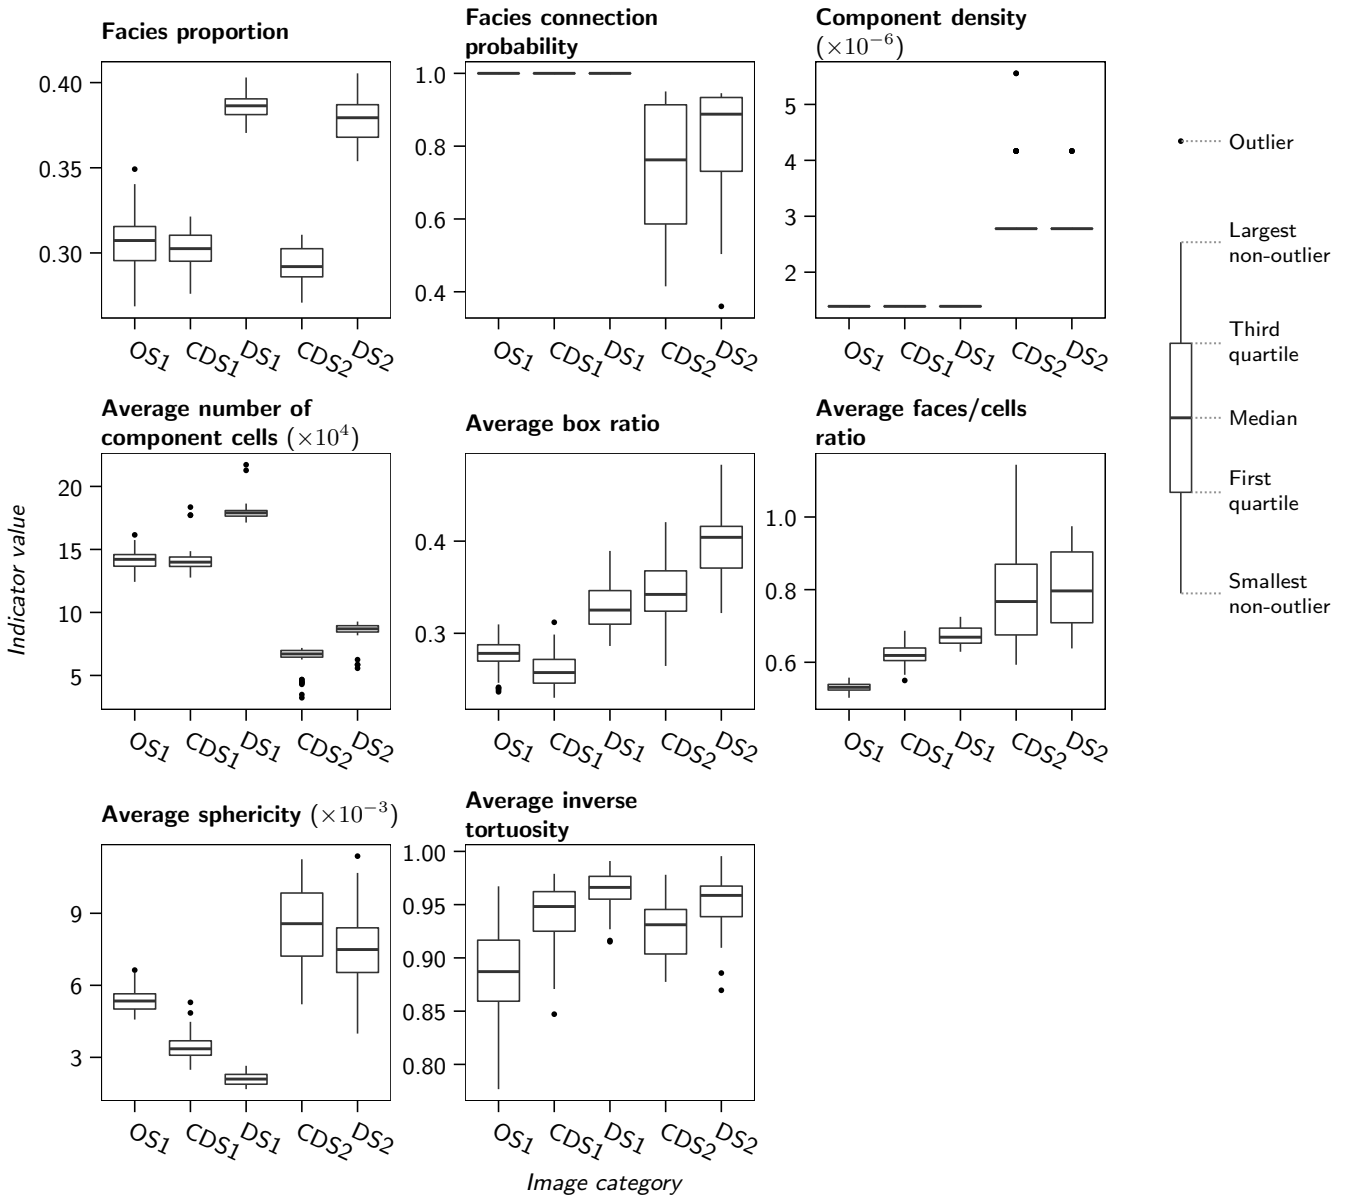 Facies proportion
0.40
0.35
0.30
OS1
CDS1
DS1
CDS2
DS2
Facies connection
probability
1.0
0.8
0.6
0.4
OS1
CDS1
DS1
CDS2
DS2
Component density
(×10⁻⁶)
5
4
3
2
OS1
CDS1
DS1
CDS2
DS2
Outlier
Largest
non-outlier
Third
quartile
Median
First
quartile
Smallest
non-outlier
Indicator value
Average number of
component cells (×10⁴)
20
15
10
5
OS1
CDS1
DS1
CDS2
DS2
Average box ratio
0.4
0.3
OS1
CDS1
DS1
CDS2
DS2
Average faces/cells
ratio
1.0
0.8
0.6
OS1
CDS1
DS1
CDS2
DS2
Average sphericity (×10⁻³)
9
6
3
OS1
CDS1
DS1
CDS2
DS2
Average inverse
tortuosity
1.00
0.95
0.90
0.85
0.80
OS1
CDS1
DS1
CDS2
DS2
Image category